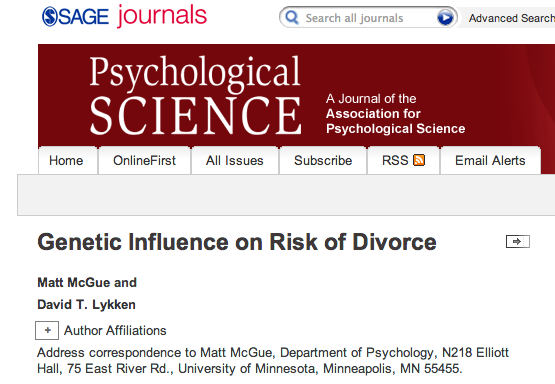 SAGE journals
Search all journals
Advanced Search
Psychological
SCIENCE
A Journal of the
Association for
Psychological Science
Home OnlineFirst All Issues Subscribe RSS Email Alerts
Genetic Influence on Risk of Divorce
Matt McGue and
David T. Lykken
+ Author Affiliations
Address correspondence to Matt McGue, Department of Psychology, N218 Elliott
Hall, 75 East River Rd., University of Minnesota, Minneapolis, MN 55455.